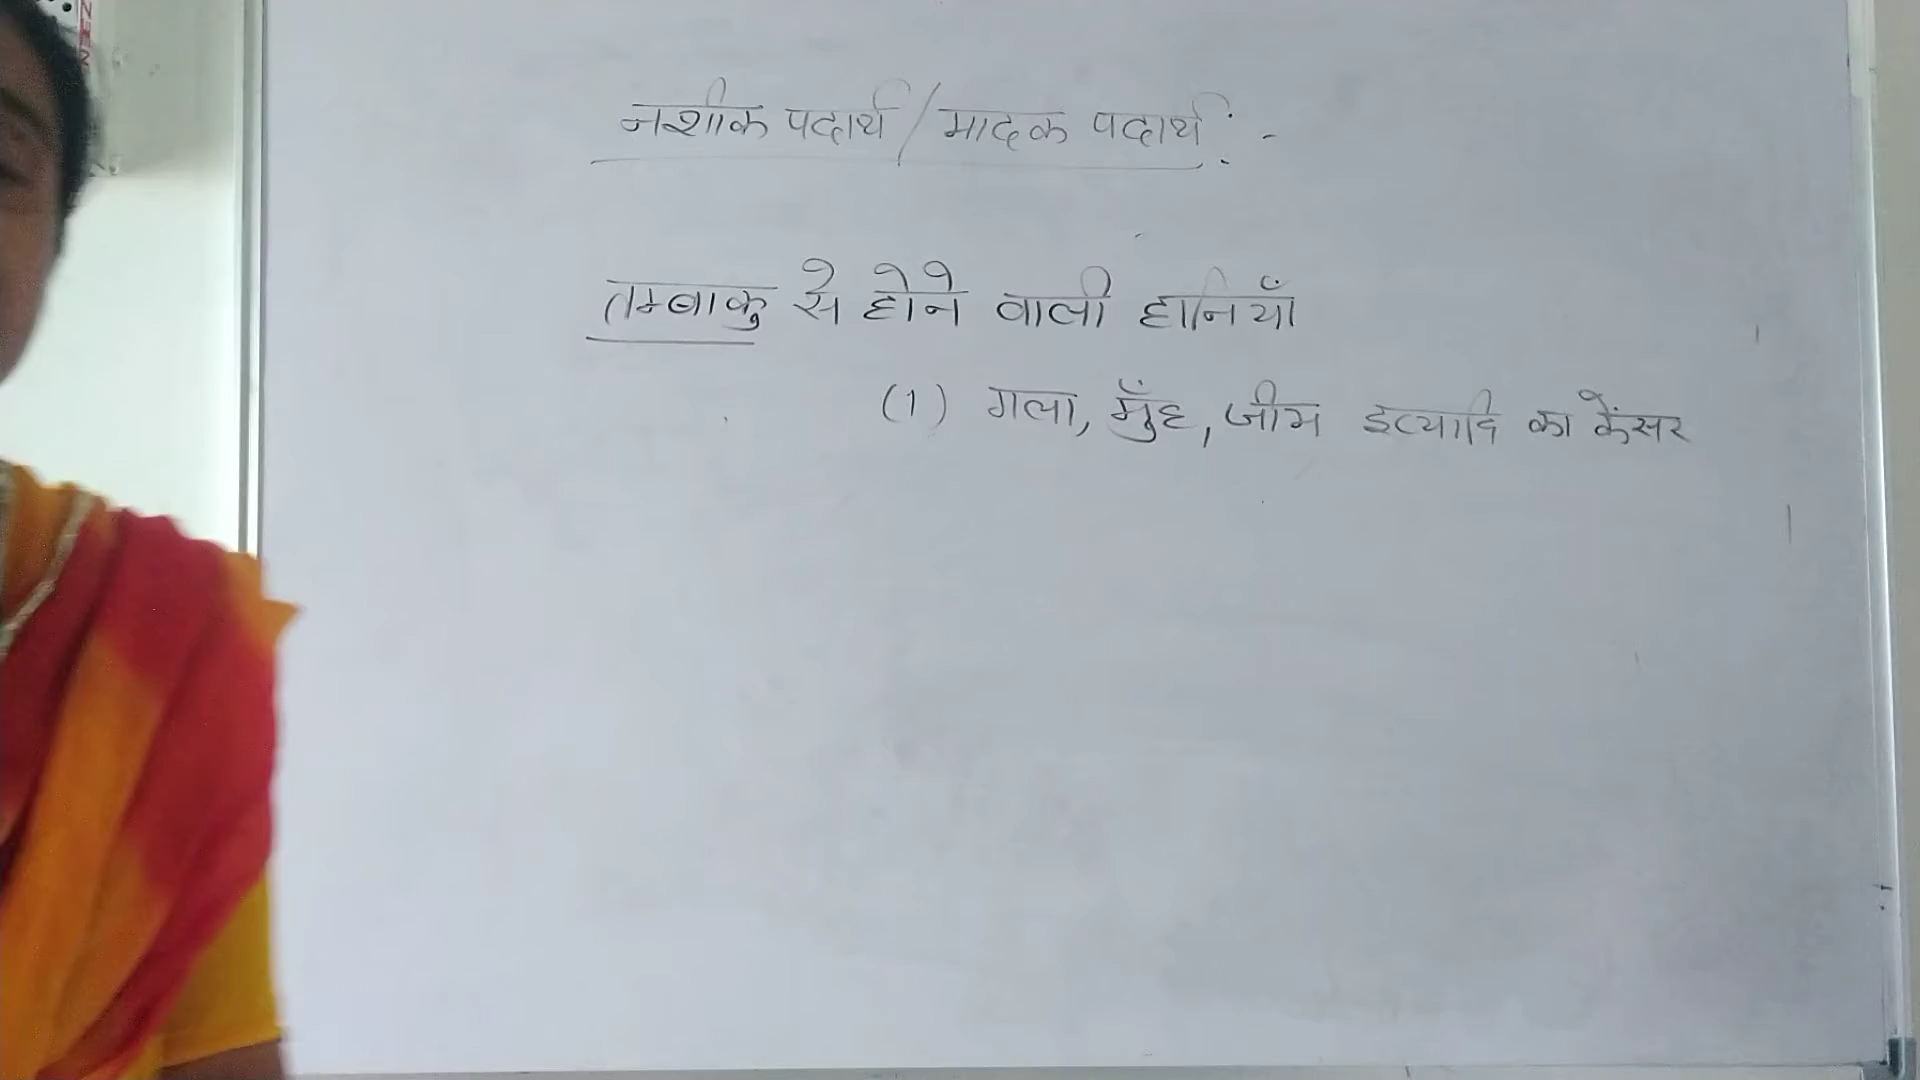 नशीक पदार्थ / मादक पदार्थ : -
तम्बाकु से होने वाली हानियाँ
(1) गला, मुँह, जीभ इत्यादि का केंसर